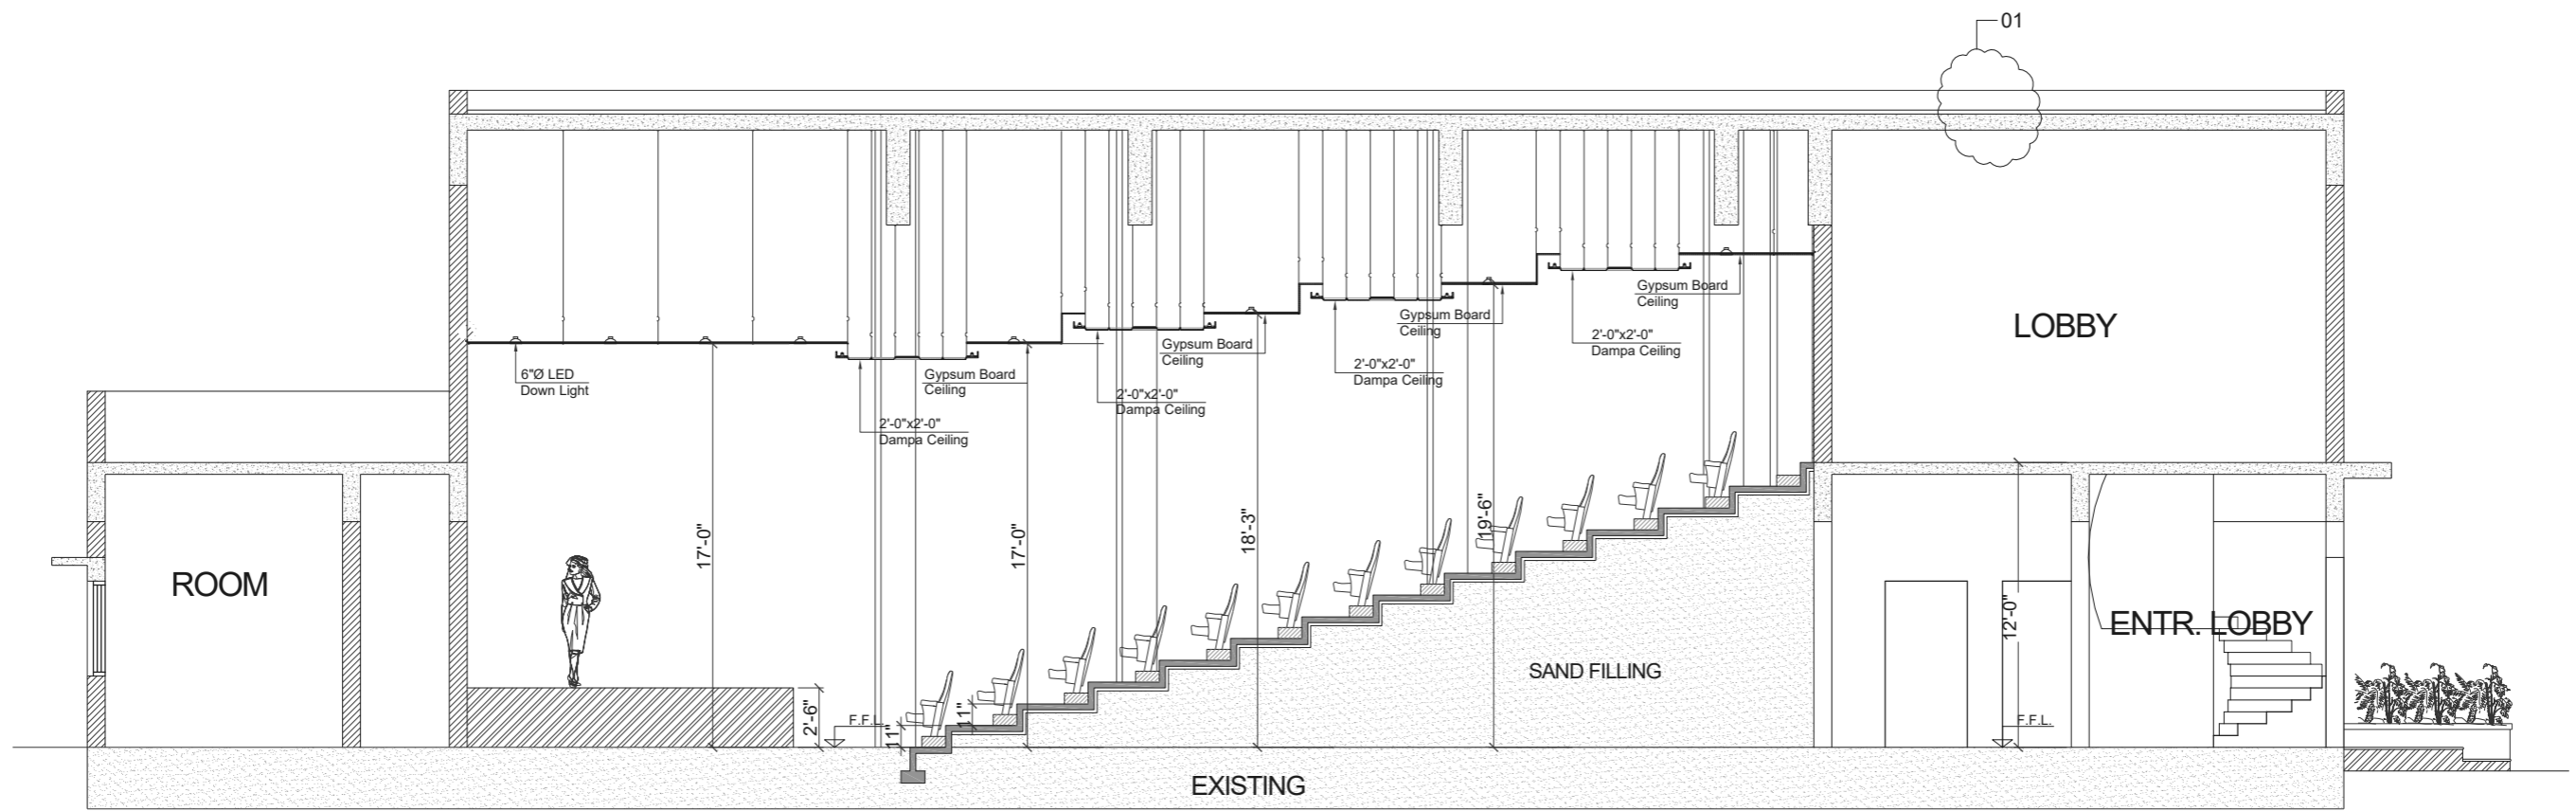 01
LOBBY
Gypsum Board
Ceiling
Gypsum Board
Ceiling
2'-0"x2'-0"
Dampa Ceiling
Gypsum Board
Ceiling
2'-0"x2'-0"
Dampa Ceiling
6"Ø LED
Down Light
Gypsum Board
Ceiling
2'-0"x2'-0"
Dampa Ceiling
2'-0"x2'-0"
Dampa Ceiling
17'-0"
17'-0"
18'-3"
19'-6"
ROOM
12'-0"
ENTR. LOBBY
SAND FILLING
2'-6"
F.F.L.
11"
11"
F.F.L.
EXISTING